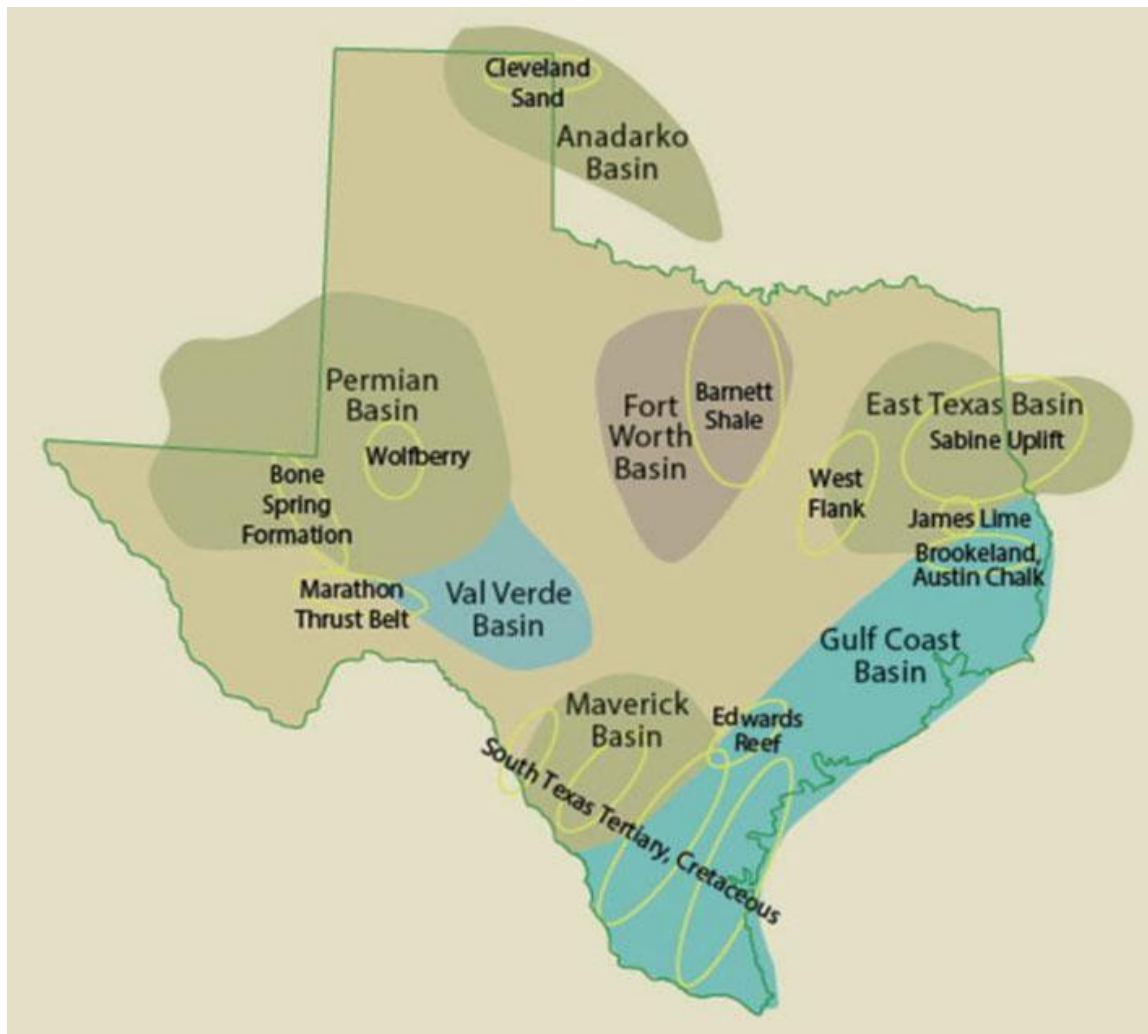 Cleveland
Sand
Anadarko
Basin
Permian
Basin
Wolfberry
Bone
Spring
Formation
Marathon
Thrust Belt
Val Verde
Basin
Fort
Worth
Basin
Barnett
Shale
East Texas Basin
Sabine Uplift
West
Flank
James Lime
Brookeland,
Austin Chalk
Gulf Coast
Basin
Maverick
Basin
Edwards
Reef
South Texas Tertiary, Cretaceous